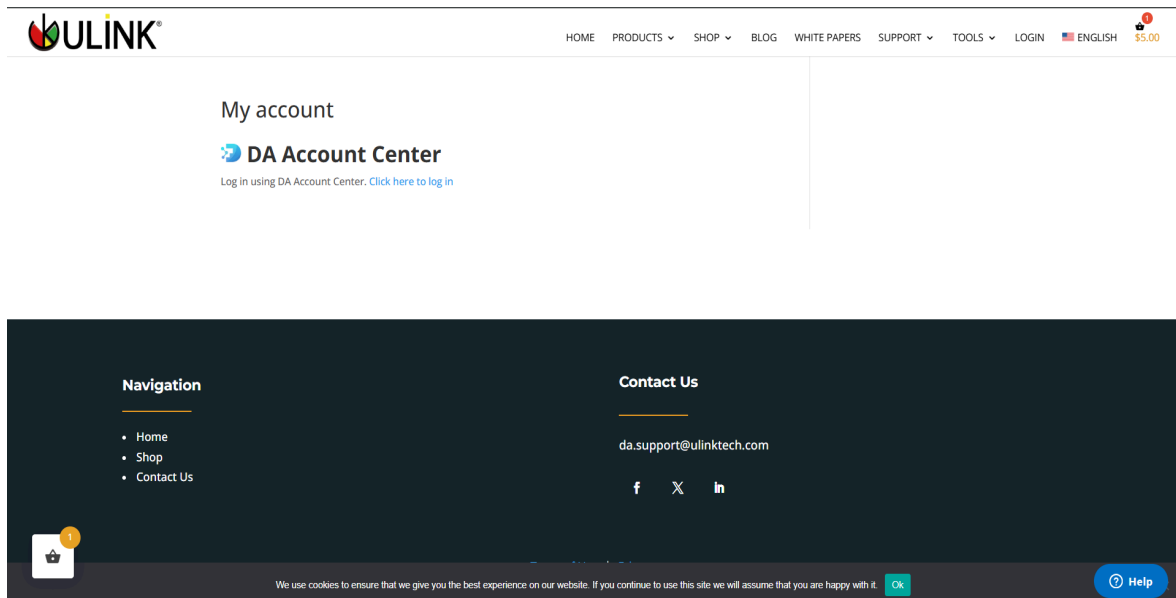 ULINK®
HOME PRODUCTS SHOP BLOG WHITE PAPERS SUPPORT TOOLS LOGIN ENGLISH 1 $5.00
My account
DA Account Center
Log in using DA Account Center. Click here to log in
Navigation
Home
Shop
Contact Us
Contact Us
da.support@ulinktech.com
f X in
1
We use cookies to ensure that we give you the best experience on our website. If you continue to use this site we will assume that you are happy with it. Ok
Help